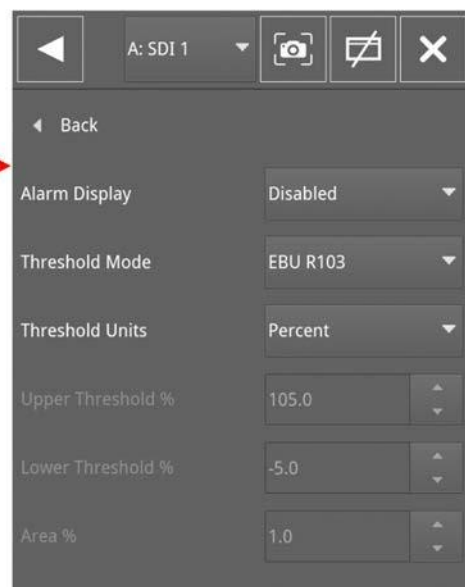 A: SDI 1
Back
Alarm Display Disabled
Threshold Mode EBU R103
Threshold Units Percent
Upper Threshold % 105.0
Lower Threshold % -5.0
Area % 1.0